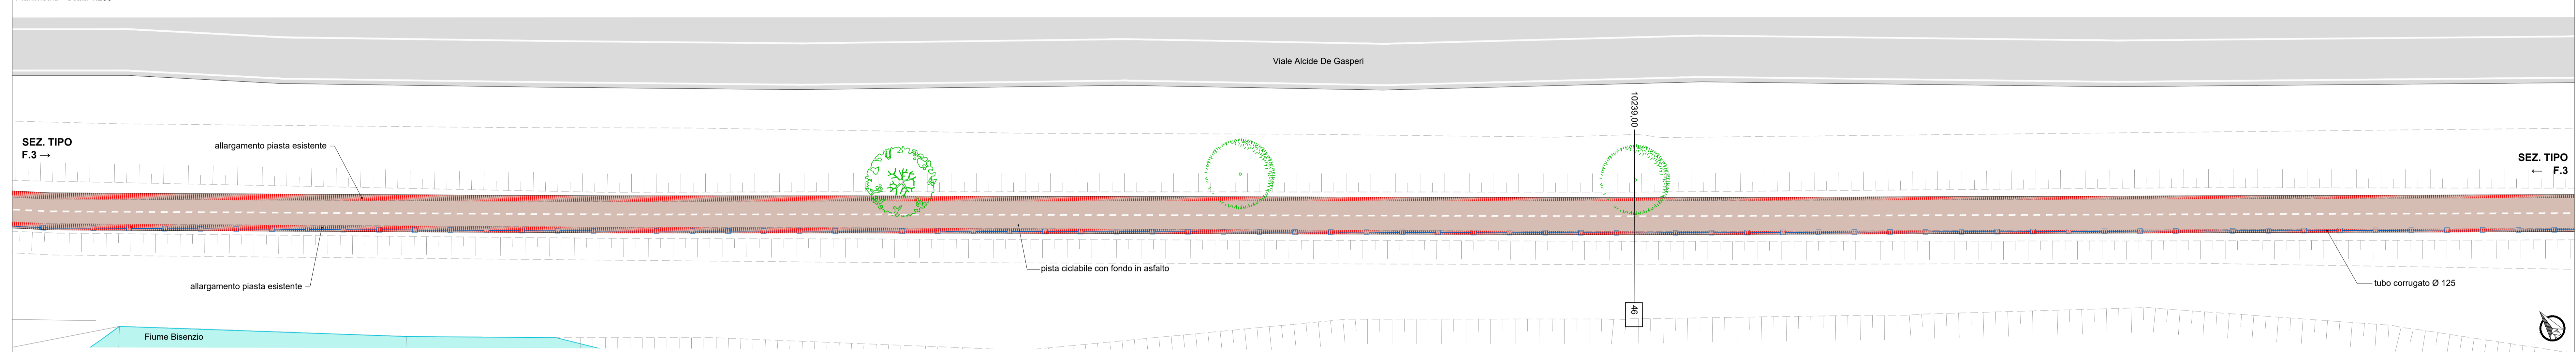 Viale Alcide De Gasperi
10239,00
SEZ. TIPO
F.3 →
allargamento piasta esistente
SEZ. TIPO
← F.3
pista ciclabile con fondo in asfalto
allargamento piasta esistente
tubo corrugato Ø 125
46
Fiume Bisenzio